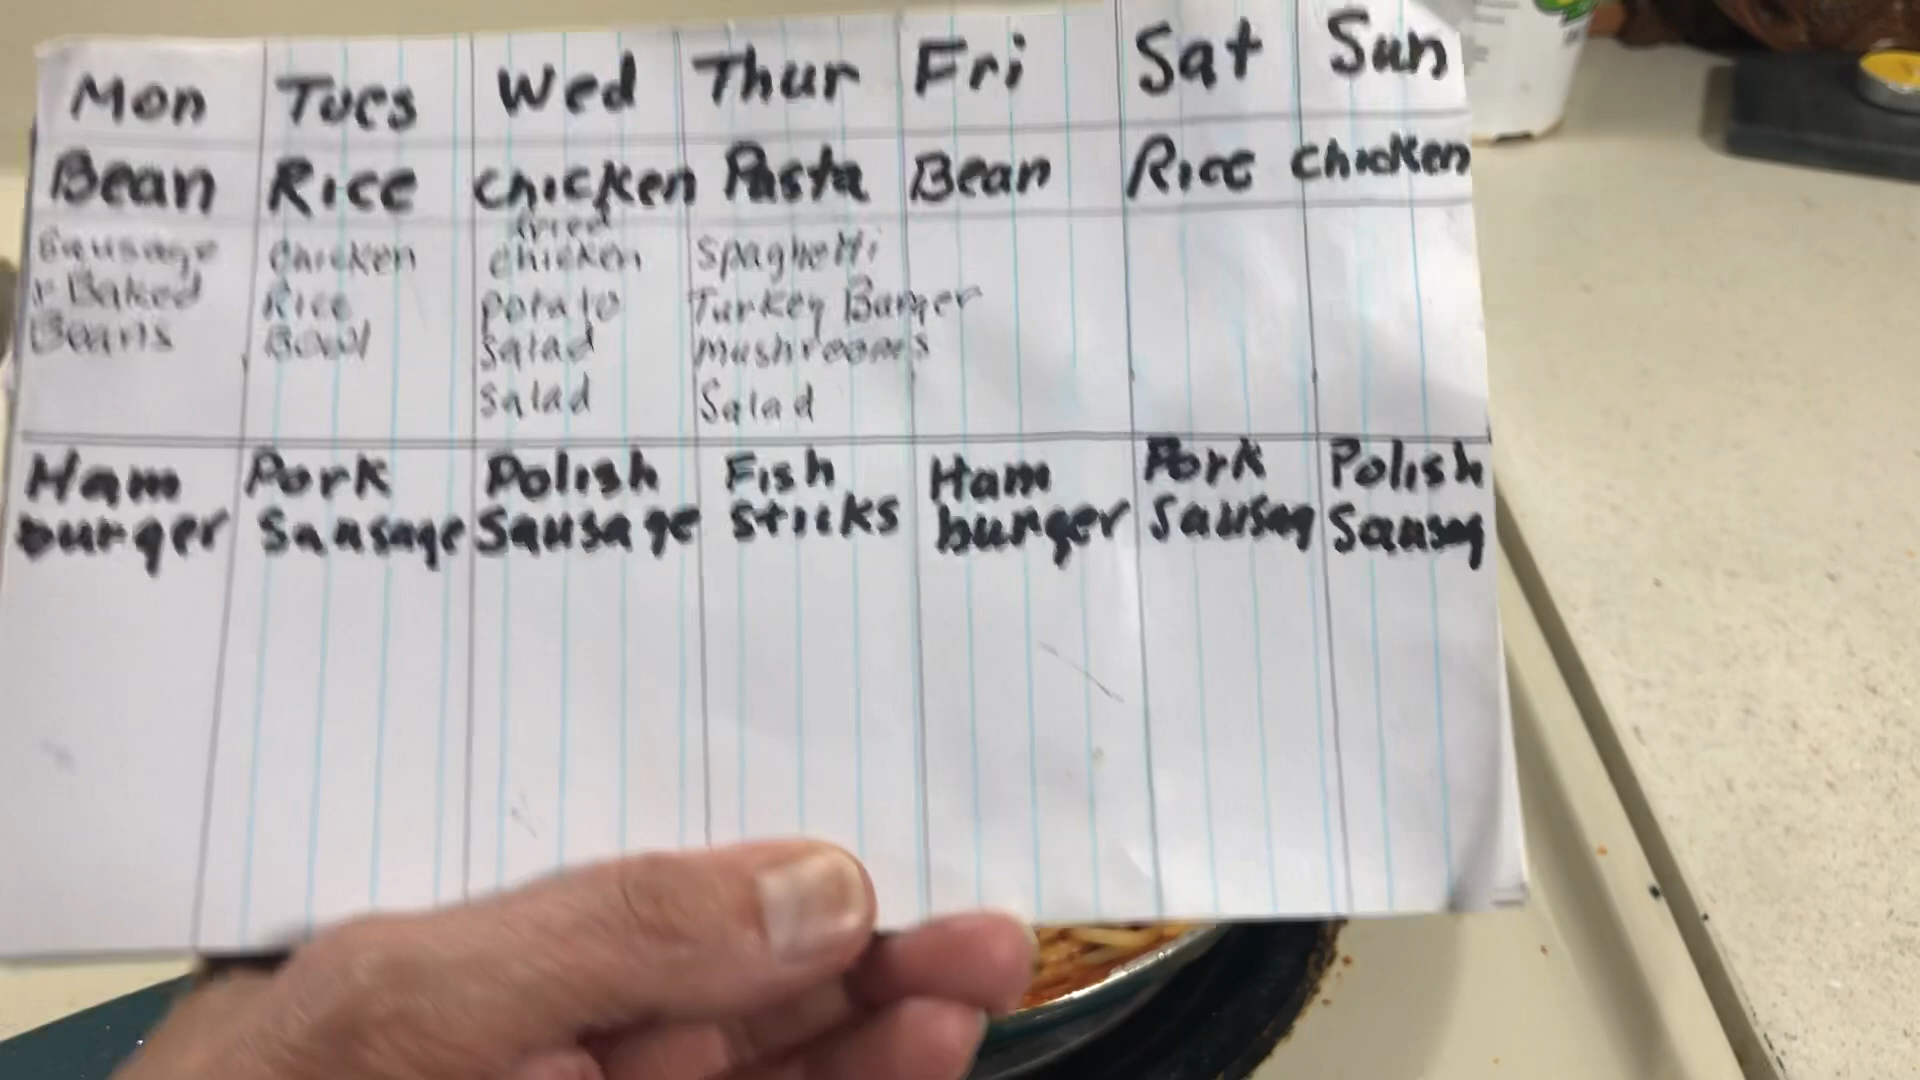 Mon Tues Wed Thur Fri Sat Sun
Bean Rice Chicken Pasta Bean Rice Chicken
Sausage
+ Baked
Beans
Chicken
Rice
Bowl
fried
chicken
potato
salad
salad
Spaghetti
Turkey Burger
mushrooms
Salad
Ham
burger
Pork
Sausage
Polish
Sausage
Fish
sticks
Ham
burger
Pork
Sausag
Polish
Sausag